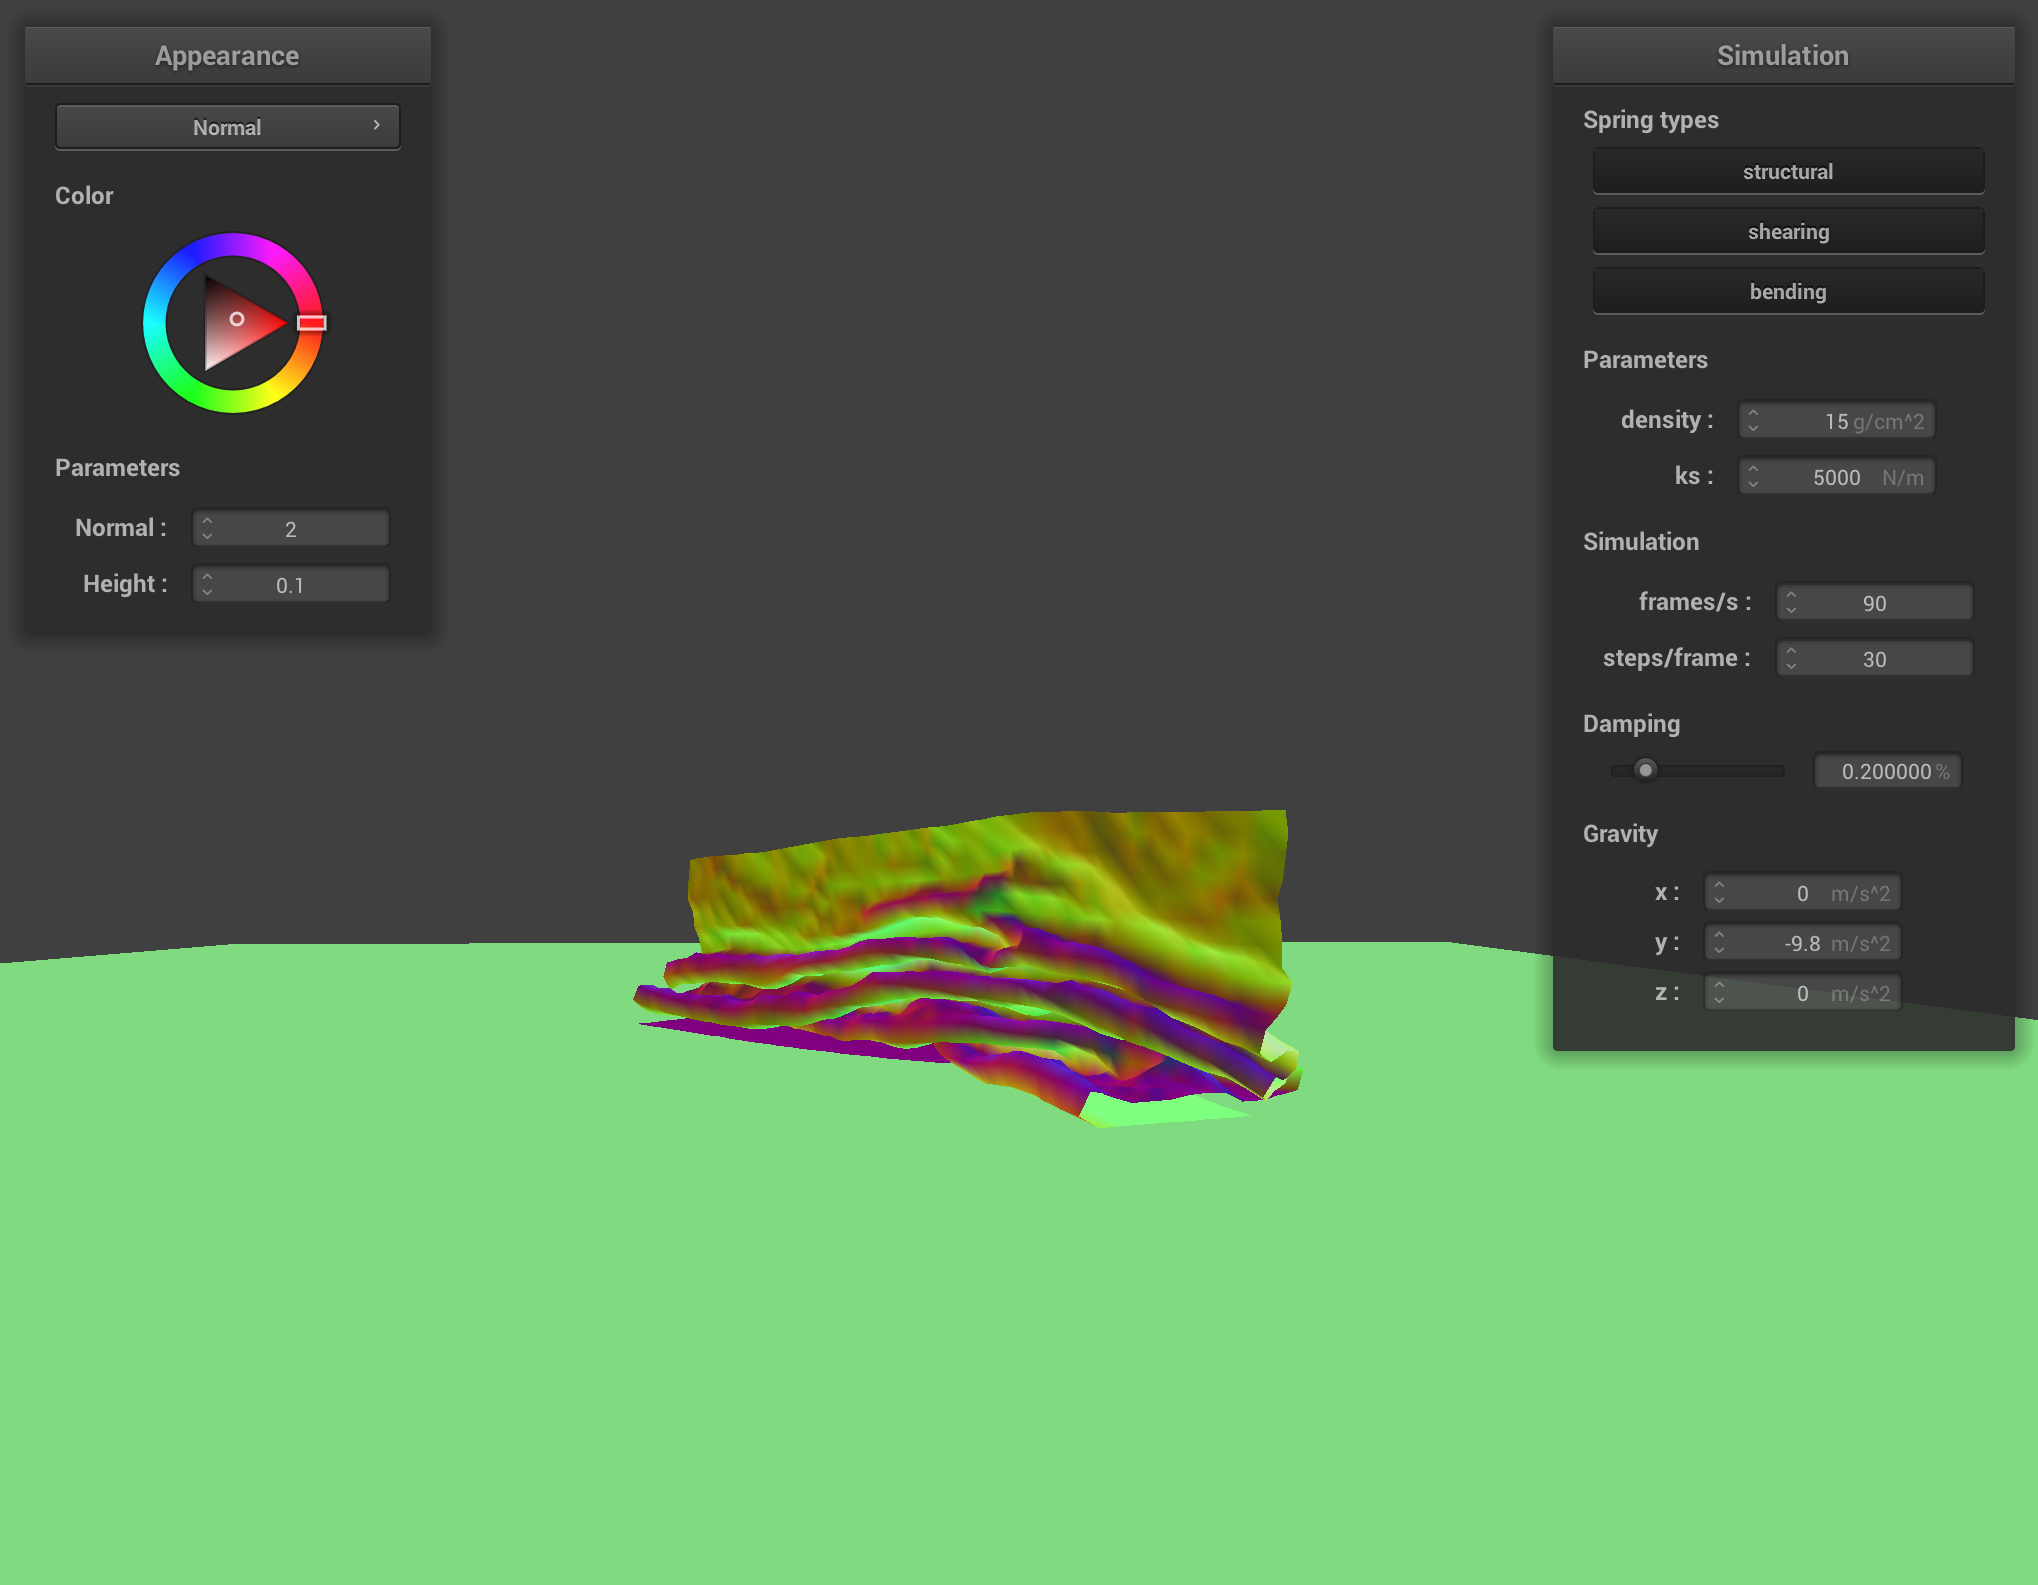 Appearance
Normal
Color
Parameters
Normal : 2
Height : 0.1
Simulation
Spring types
structural
shearing
bending
Parameters
density : 15 g/cm^2
ks : 5000 N/m
Simulation
frames/s : 90
steps/frame : 30
Damping
0.200000 %
Gravity
x : 0 m/s^2
y : -9.8 m/s^2
z : 0 m/s^2